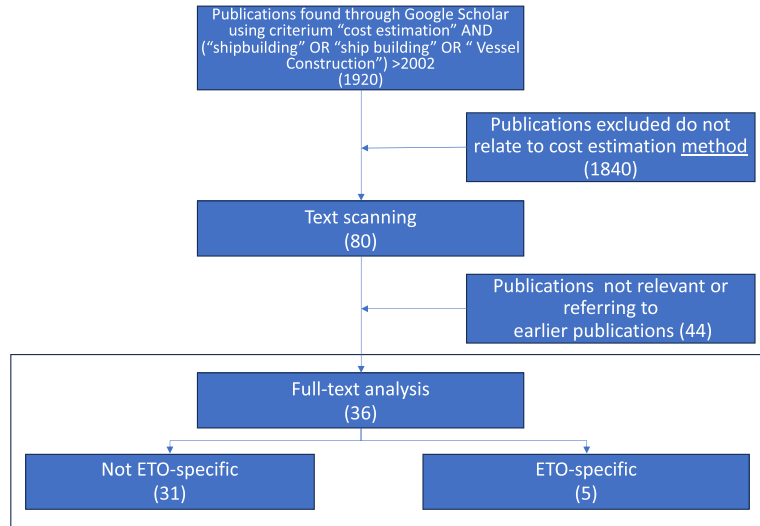 Publications found through Google Scholar
using criterium “cost estimation” AND
(“shipbuilding” OR “ship building” OR “ Vessel
Construction”) >2002
(1920)
Publications excluded do not
relate to cost estimation method
(1840)
Text scanning
(80)
Publications  not relevant or
referring to
earlier publications (44)
Full-text analysis
(36)
Not ETO-specific
(31)
ETO-specific
(5)